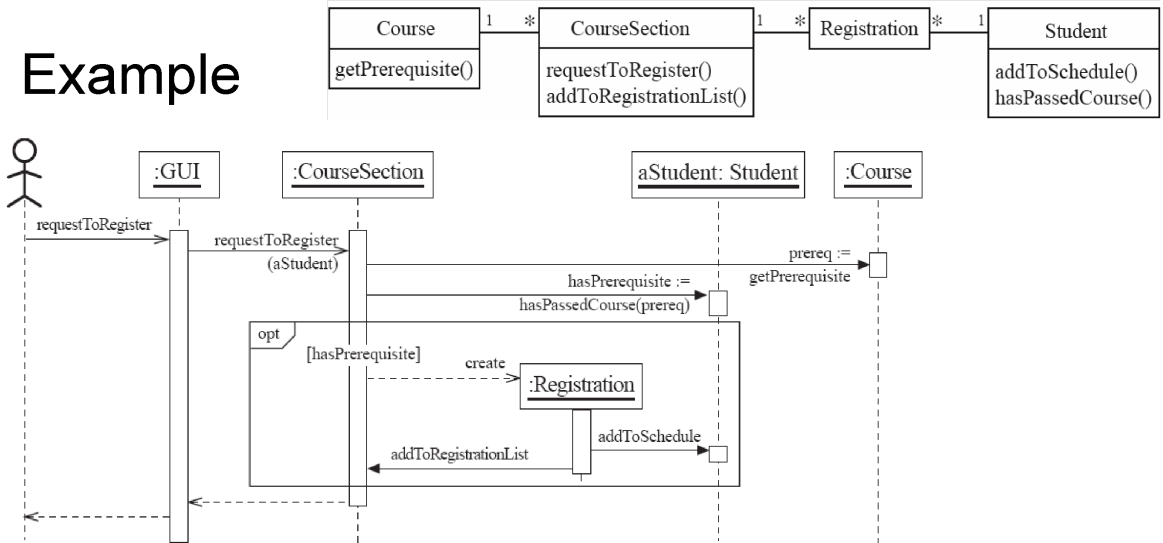 Example
Course
getPrerequisite()
1
*
CourseSection
requestToRegister()
addToRegistrationList()
1
*
Registration
*
1
Student
addToSchedule()
hasPassedCourse()
:GUI
:CourseSection
aStudent: Student
:Course
requestToRegister
requestToRegister
(aStudent)
prereq :=
getPrerequisite
hasPrerequisite :=
hasPassedCourse(prereq)
opt
[hasPrerequisite]
create
:Registration
addToSchedule
addToRegistrationList